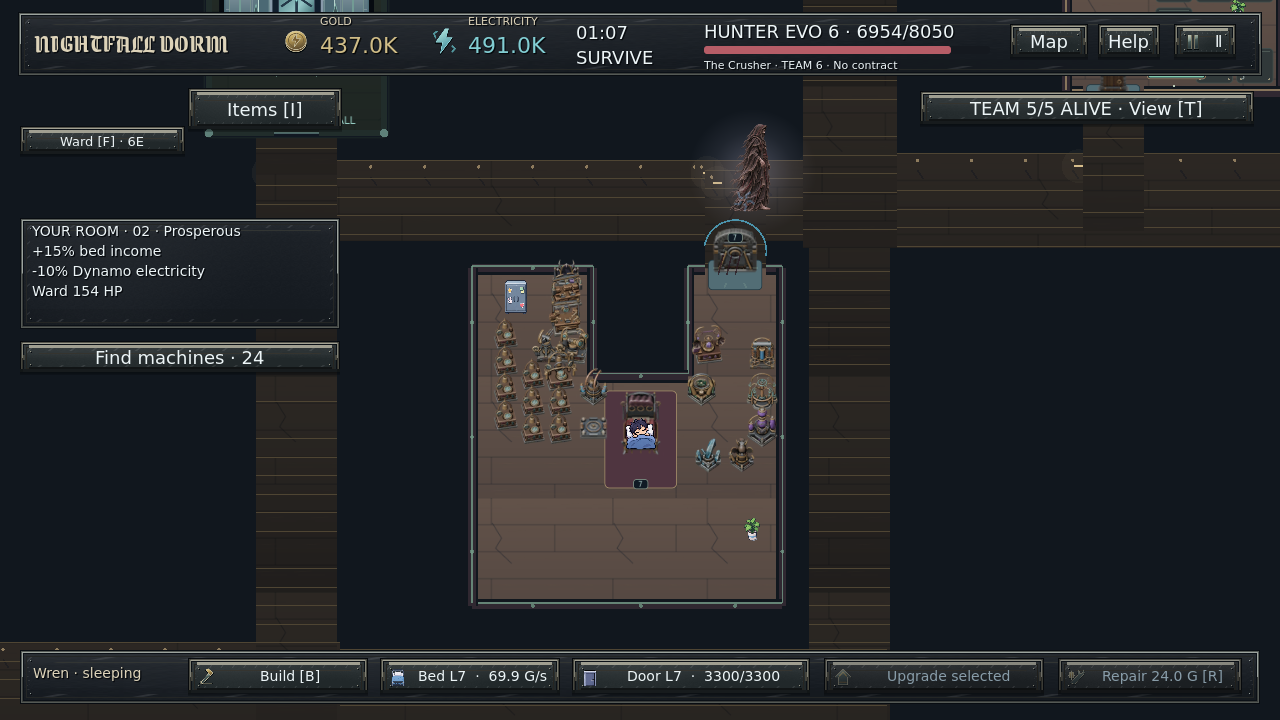 NIGHTFALL DORM
GOLD
437.0K
ELECTRICITY
491.0K
01:07
SURVIVE
HUNTER EVO 6 · 6954/8050
The Crusher · TEAM 6 · No contract
Map
Help
II
Items [I]
TEAM 5/5 ALIVE · View [T]
Ward [F] · 6E
YOUR ROOM · 02 · Prosperous
+15% bed income
-10% Dynamo electricity
Ward 154 HP
Find machines · 24
7
7
Wren · sleeping
Build [B]
Bed L7 · 69.9 G/s
Door L7 · 3300/3300
Upgrade selected
Repair 24.0 G [R]